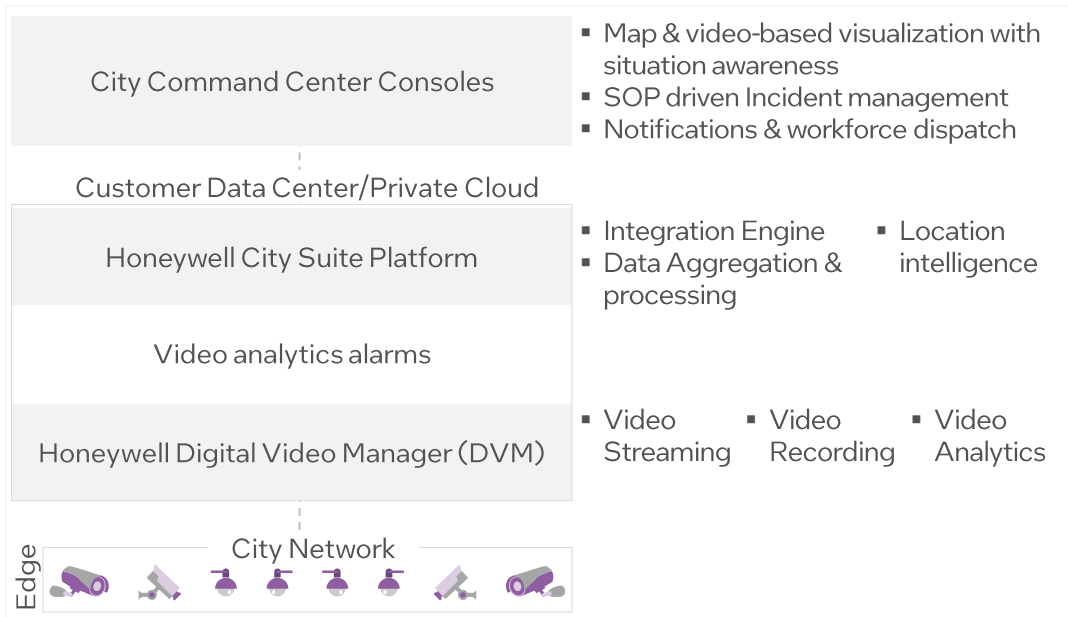 City Command Center Consoles
▪ Map & video-based visualization with
situation awareness
▪ SOP driven Incident management
▪ Notifications & workforce dispatch
Customer Data Center/Private Cloud
Honeywell City Suite Platform
▪ Integration Engine
▪ Data Aggregation &
processing
▪ Location
intelligence
Video analytics alarms
Honeywell Digital Video Manager (DVM)
▪ Video
Streaming
▪ Video
Recording
▪ Video
Analytics
City Network
Edge